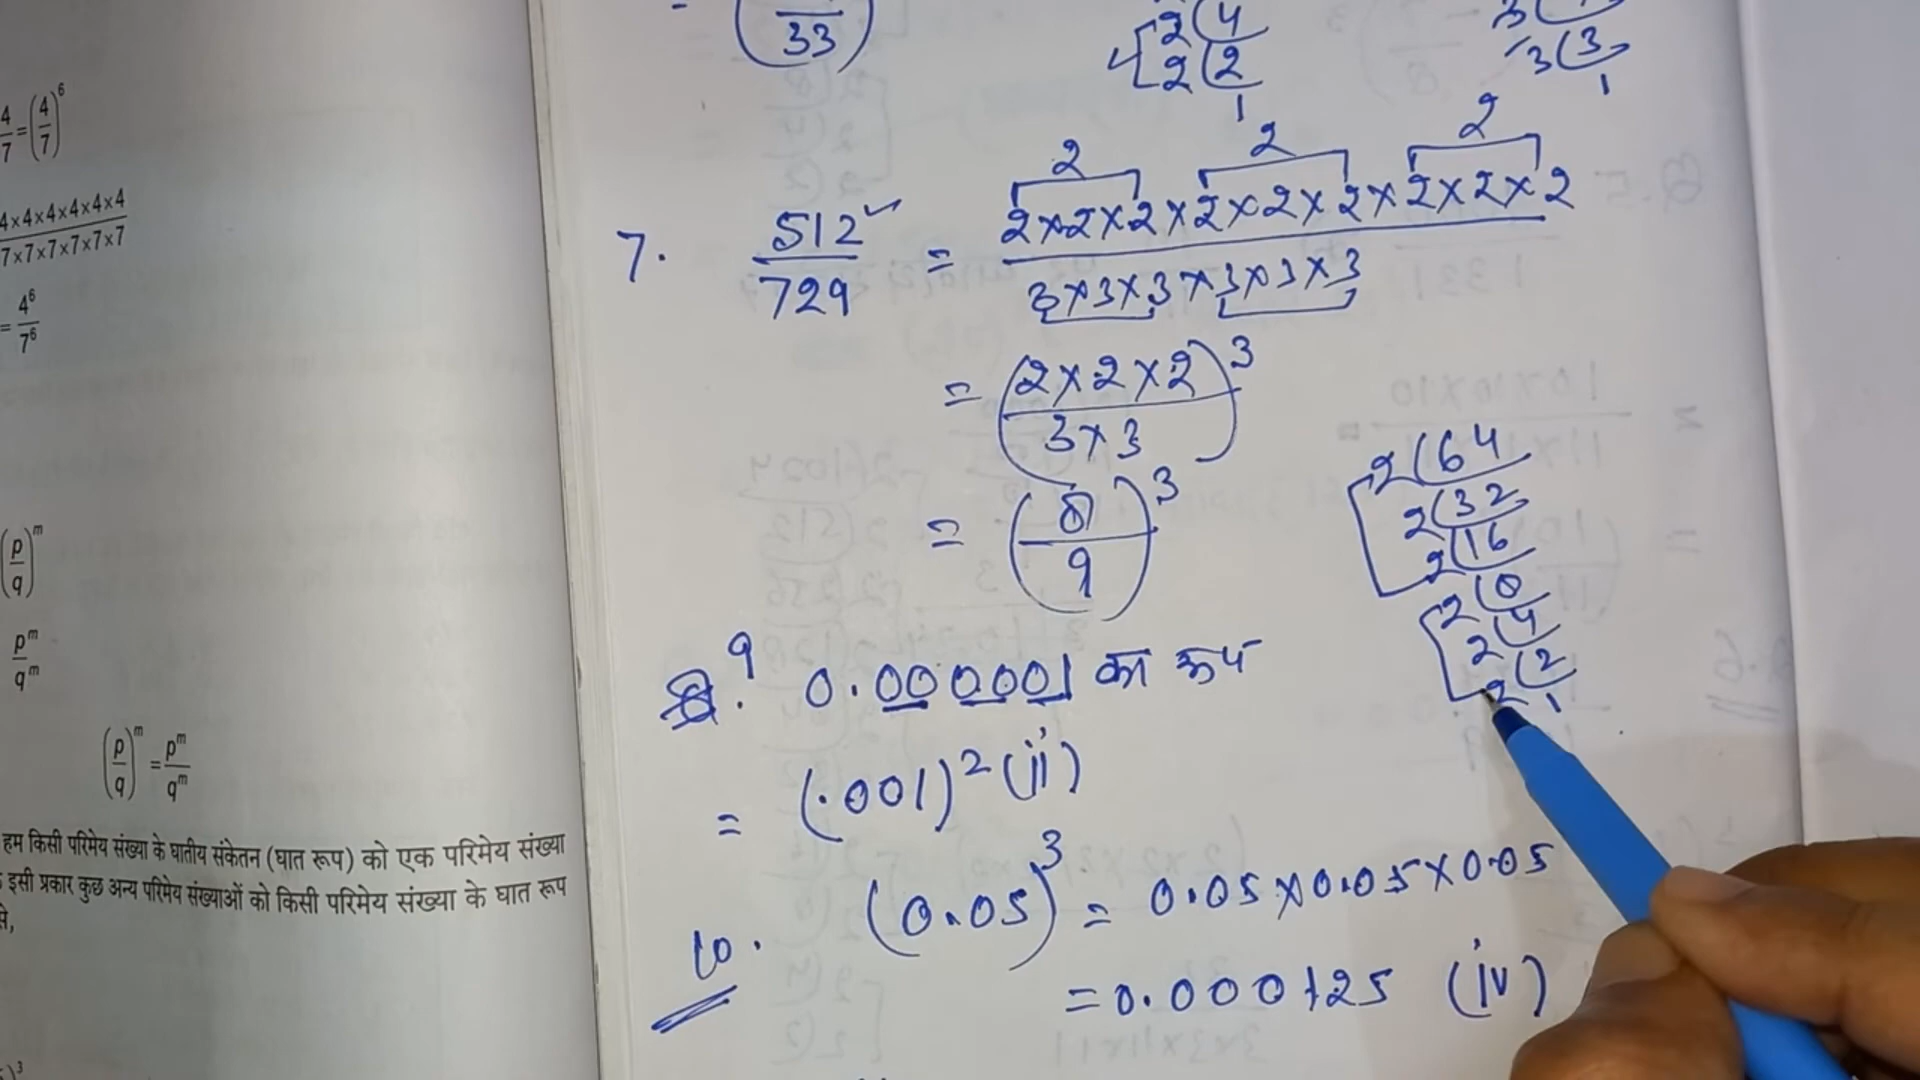 4/7 = (4/7)^6
4×4×4×4×4×4
7×7×7×7×7×7
= 4^6/7^6
(p/q)^m
p^m/q^m
(p/q)^m = p^m/q^m
हम किसी परिमेय संख्या के घातीय संकेतन (घात रूप) को एक परिमेय संख्या
इसी प्रकार कुछ अन्य परिमेय संख्याओं को किसी परिमेय संख्या के घात रूप
33
2(4
2(2
1
3(3
1
2 2 2
7. 512/729 = 2×2×2×2×2×2×2×2×2 / 3×3×3×3×3×3
= (2×2×2 / 3×3)^3
= (8/9)^3
2(64
2(32
2(16
2(8
2(4
2(2
1
9. 0.000001 का रूप
= (.001)^2 (ii)
10. (0.05)^3 = 0.05×0.05×0.05
= 0.000125 (iv)